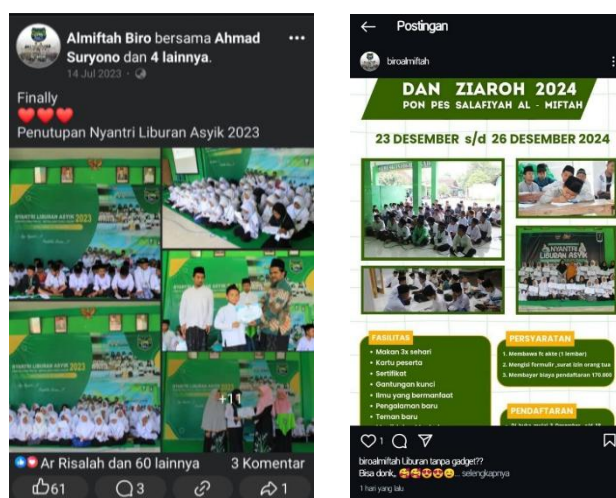 Almiftah Biro bersama Ahmad
Suryono dan 4 lainnya.
14 Jul 2023
Finally
Penutupan Nyantri Liburan Asyik 2023
NYANTRI LIBURAN ASYIK 2023
+11
Ar Risalah dan 60 lainnya
3 Komentar
61
3
1
Postingan
biroalmiftah
DAN ZIAROH 2024
PON PES SALAFIYAH AL - MIFTAH
23 DESEMBER s/d 26 DESEMBER 2024
NYANTRI
LIBURAN ASYIK
FASILITAS
• Makan 3x sehari
• Kartu peserta
• Sertifikat
• Gantungan kunci
• Ilmu yang bermanfaat
• Pengalaman baru
• Teman baru
PERSYARATAN
1. Membawa fc akte (1 lembar)
2. Mengisi formulir ,surat izin orang tua
3. Membayar biaya pendaftaran 170.000
PENDAFTARAN
1
biroalmiftah Liburan tanpa gadget??
Bisa donk,, ... selengkapnya
1 hari yang lalu